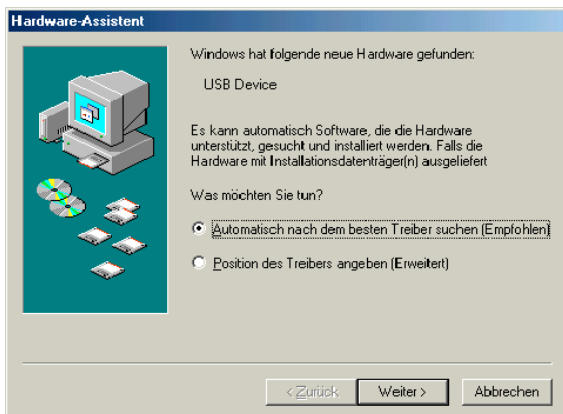 Hardware-Assistent
Windows hat folgende neue Hardware gefunden:
USB Device
Es kann automatisch Software, die die Hardware
unterstützt, gesucht und installiert werden. Falls die
Hardware mit Installationsdatenträger(n) ausgeliefert
Was möchten Sie tun?
Automatisch nach dem besten Treiber suchen (Empfohlen)
Position des Treibers angeben (Erweitert)
< Zurück Weiter > Abbrechen